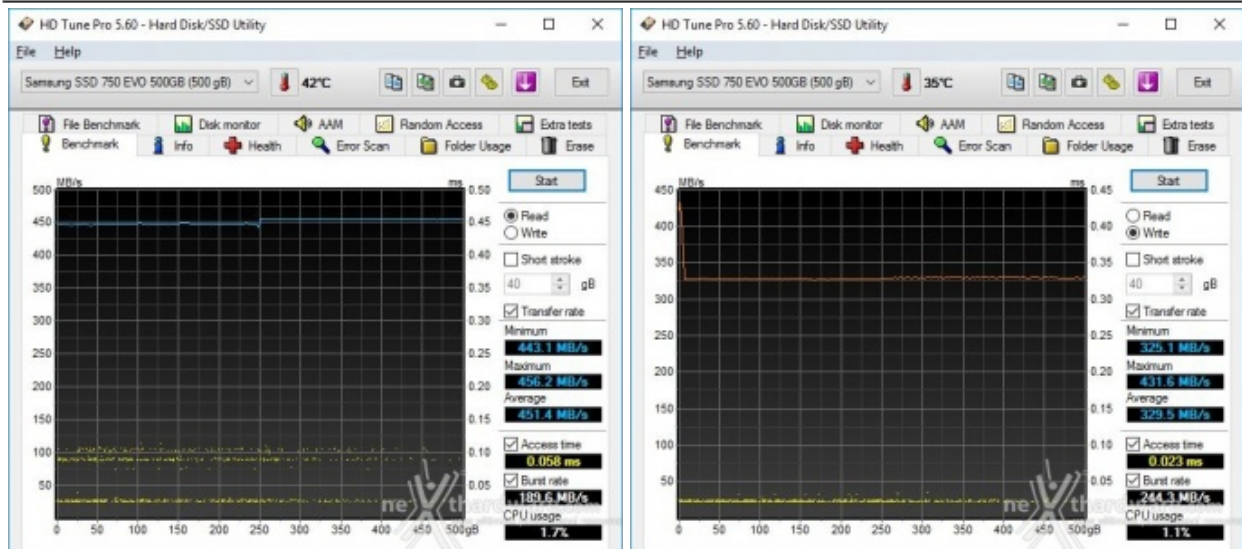 HD Tune Pro 5.60 - Hard Disk/SSD Utility
File Help
Samsung SSD 750 EVO 500GB (500 gB) 42°C Exit
File Benchmark Disk monitor AAM Random Access Extra tests
Benchmark Info Health Error Scan Folder Usage Erase
MB/s ms
500 0.50
450 0.45
400 0.40
350 0.35
300 0.30
250 0.25
200 0.20
150 0.15
100 0.10
50 0.05
0 50 100 150 200 250 300 350 400 450 500gB
Start
Read
Write
Short stroke
40 gB
Transfer rate
Minimum
443.1 MB/s
Maximum
456.2 MB/s
Average
451.4 MB/s
Access time
0.058 ms
Burst rate
189.6 MB/s
CPU usage
1.7%
HD Tune Pro 5.60 - Hard Disk/SSD Utility
File Help
Samsung SSD 750 EVO 500GB (500 gB) 35°C Exit
File Benchmark Disk monitor AAM Random Access Extra tests
Benchmark Info Health Error Scan Folder Usage Erase
MB/s ms
450 0.45
400 0.40
350 0.35
300 0.30
250 0.25
200 0.20
150 0.15
100 0.10
50 0.05
0 50 100 150 200 250 300 350 400 450 500gB
Start
Read
Write
Short stroke
40 gB
Transfer rate
Minimum
325.1 MB/s
Maximum
431.6 MB/s
Average
329.5 MB/s
Access time
0.023 ms
Burst rate
244.3 MB/s
CPU usage
1.1%